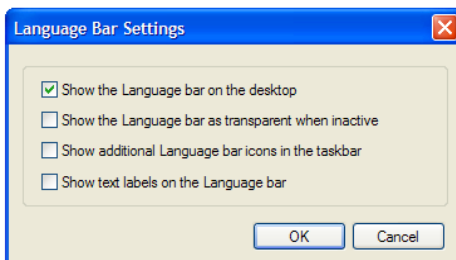 Language Bar Settings
Show the Language bar on the desktop
Show the Language bar as transparent when inactive
Show additional Language bar icons in the taskbar
Show text labels on the Language bar
OK Cancel